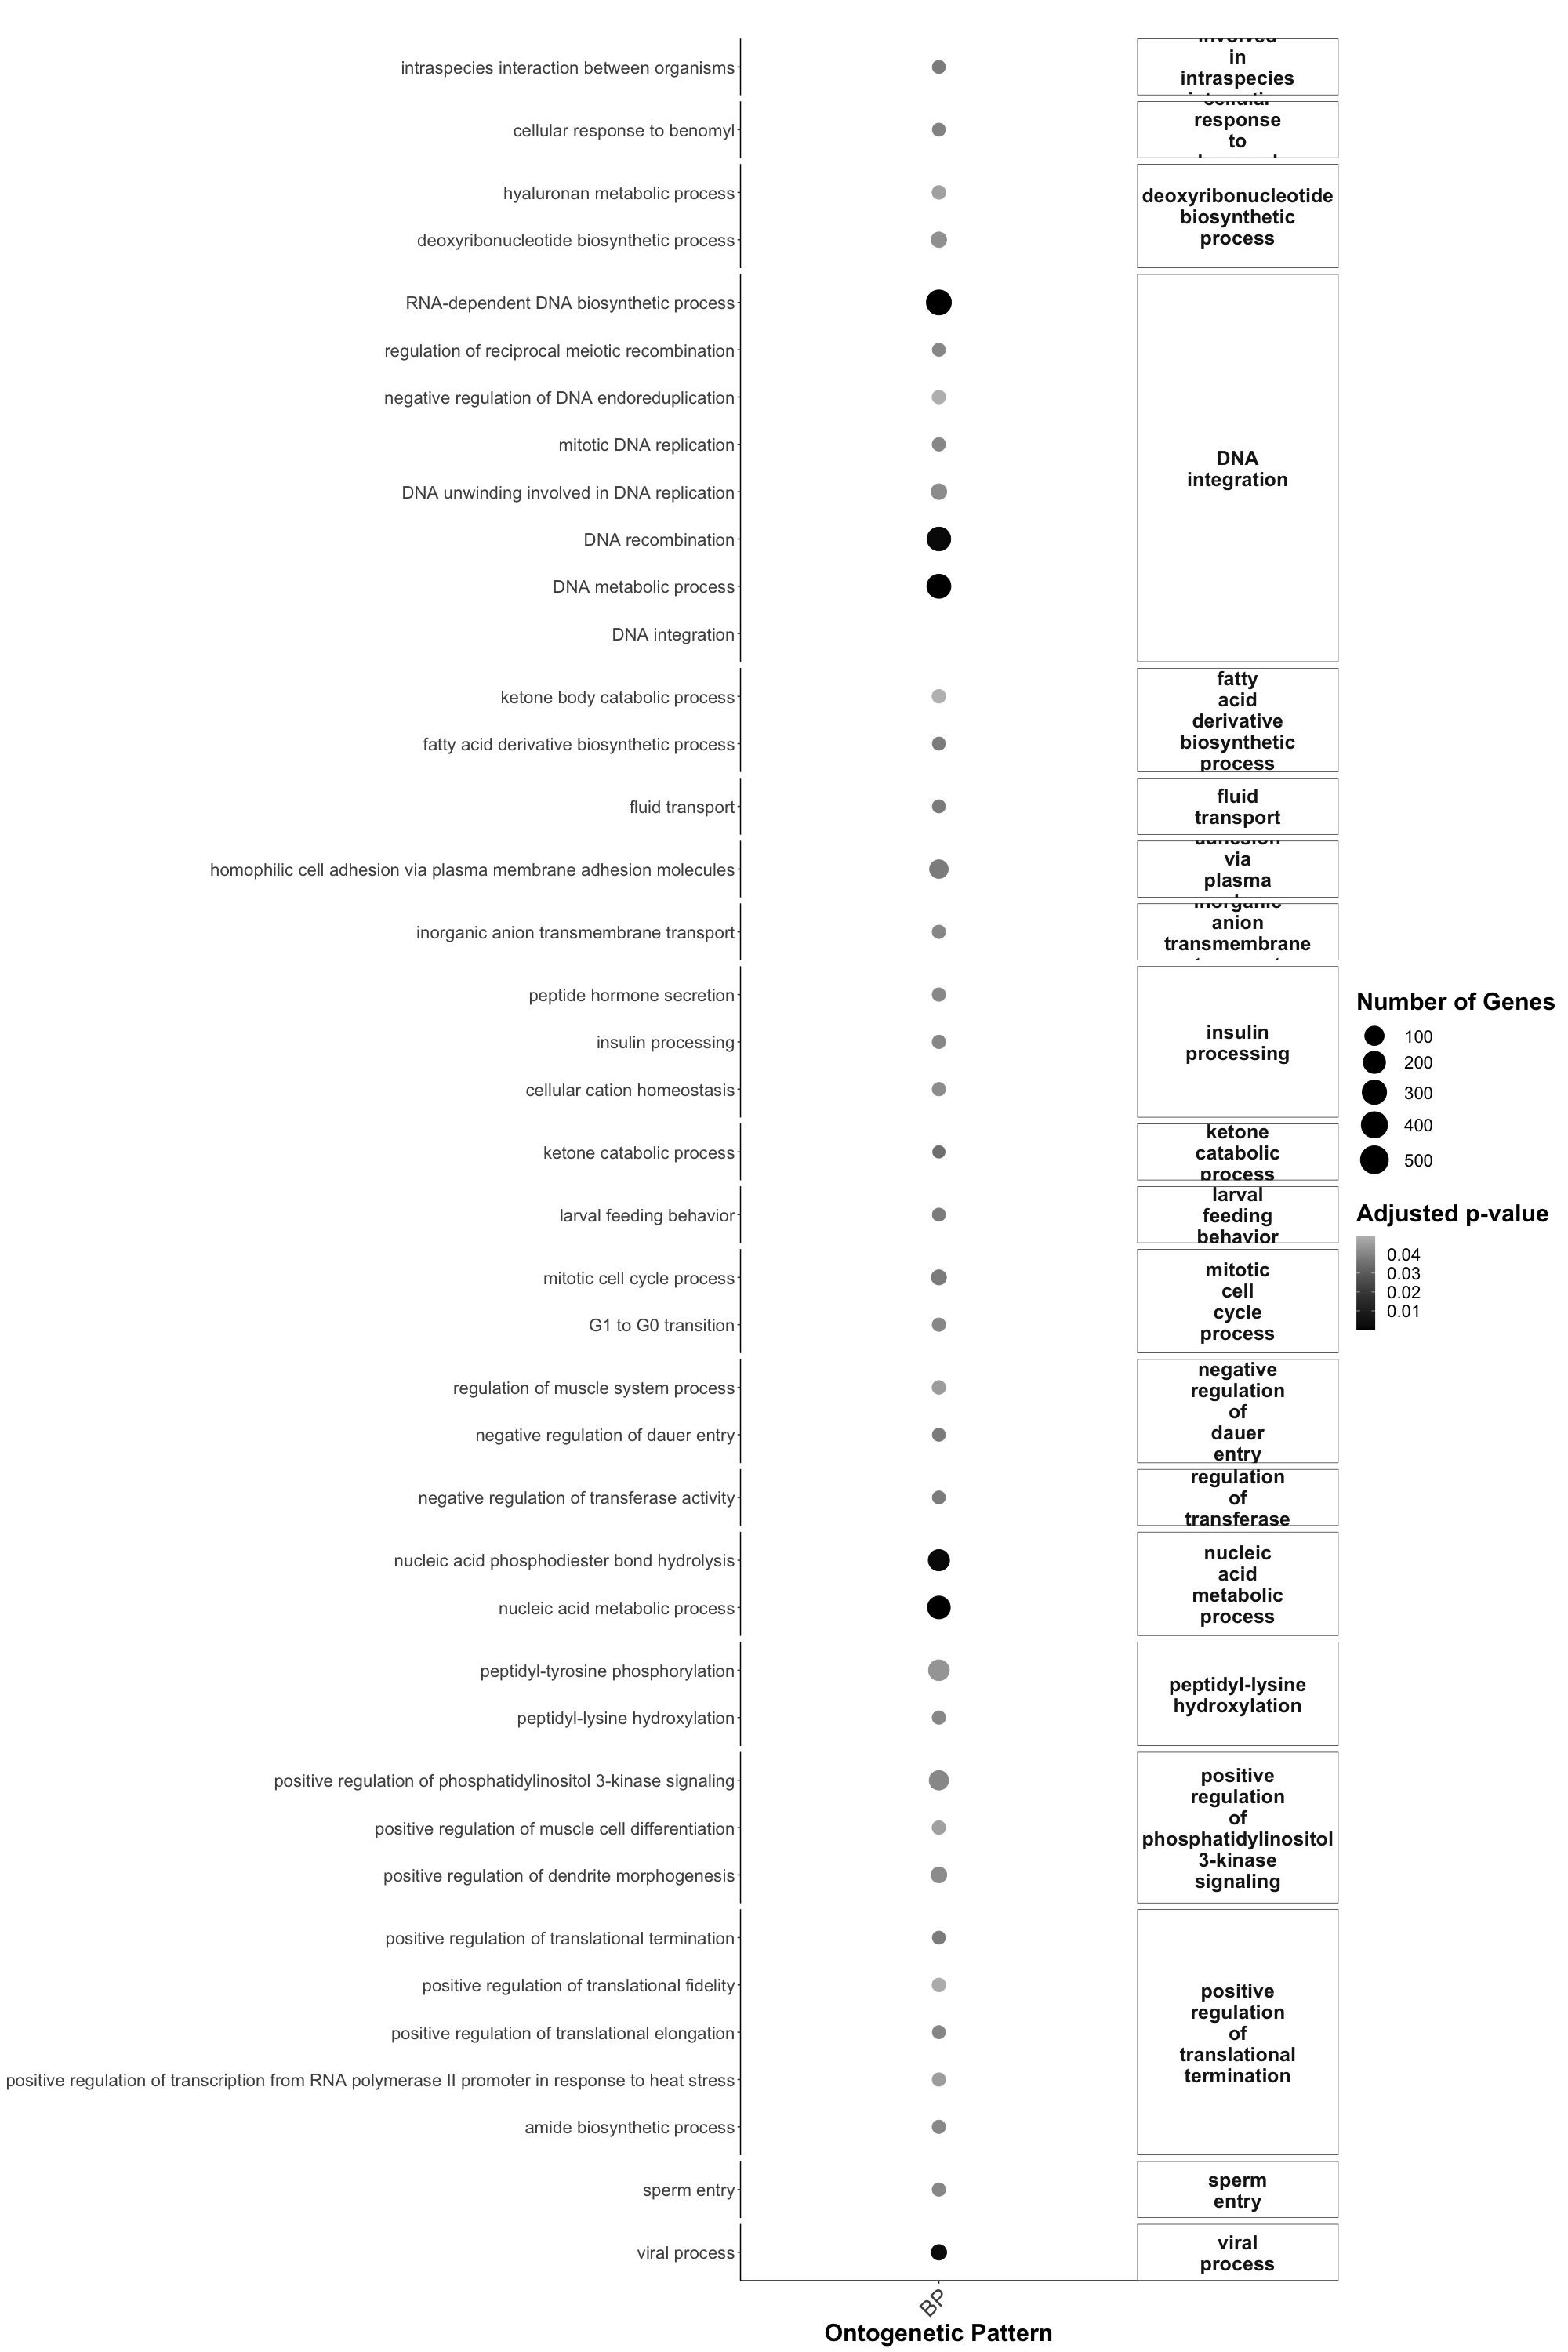 intraspecies interaction between organisms
in
intraspecies
cellular response to benomyl
response
to
hyaluronan metabolic process
deoxyribonucleotide biosynthetic process
deoxyribonucleotide
biosynthetic
process
RNA-dependent DNA biosynthetic process
regulation of reciprocal meiotic recombination
negative regulation of DNA endoreduplication
mitotic DNA replication
DNA unwinding involved in DNA replication
DNA recombination
DNA metabolic process
DNA integration
DNA
integration
ketone body catabolic process
fatty acid derivative biosynthetic process
fatty
acid
derivative
biosynthetic
process
fluid transport
fluid
transport
homophilic cell adhesion via plasma membrane adhesion molecules
via
plasma
inorganic anion transmembrane transport
anion
transmembrane
peptide hormone secretion
insulin processing
cellular cation homeostasis
insulin
processing
ketone catabolic process
ketone
catabolic
process
larval feeding behavior
larval
feeding
behavior
mitotic cell cycle process
G1 to G0 transition
mitotic
cell
cycle
process
regulation of muscle system process
negative regulation of dauer entry
negative
regulation
of
dauer
entry
negative regulation of transferase activity
regulation
of
transferase
nucleic acid phosphodiester bond hydrolysis
nucleic acid metabolic process
nucleic
acid
metabolic
process
peptidyl-tyrosine phosphorylation
peptidyl-lysine hydroxylation
peptidyl-lysine
hydroxylation
positive regulation of phosphatidylinositol 3-kinase signaling
positive regulation of muscle cell differentiation
positive regulation of dendrite morphogenesis
positive
regulation
of
phosphatidylinositol
3-kinase
signaling
positive regulation of translational termination
positive regulation of translational fidelity
positive regulation of translational elongation
positive regulation of transcription from RNA polymerase II promoter in response to heat stress
amide biosynthetic process
positive
regulation
of
translational
termination
sperm entry
sperm
entry
viral process
viral
process
BP
Ontogenetic Pattern
Number of Genes
100
200
300
400
500
Adjusted p-value
0.04
0.03
0.02
0.01